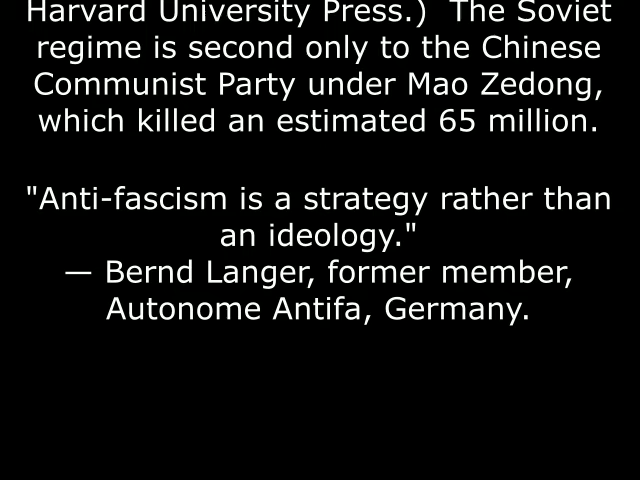 Harvard University Press.)  The Soviet
regime is second only to the Chinese
Communist Party under Mao Zedong,
which killed an estimated 65 million.
"Anti-fascism is a strategy rather than
an ideology."
— Bernd Langer, former member,
Autonome Antifa, Germany.